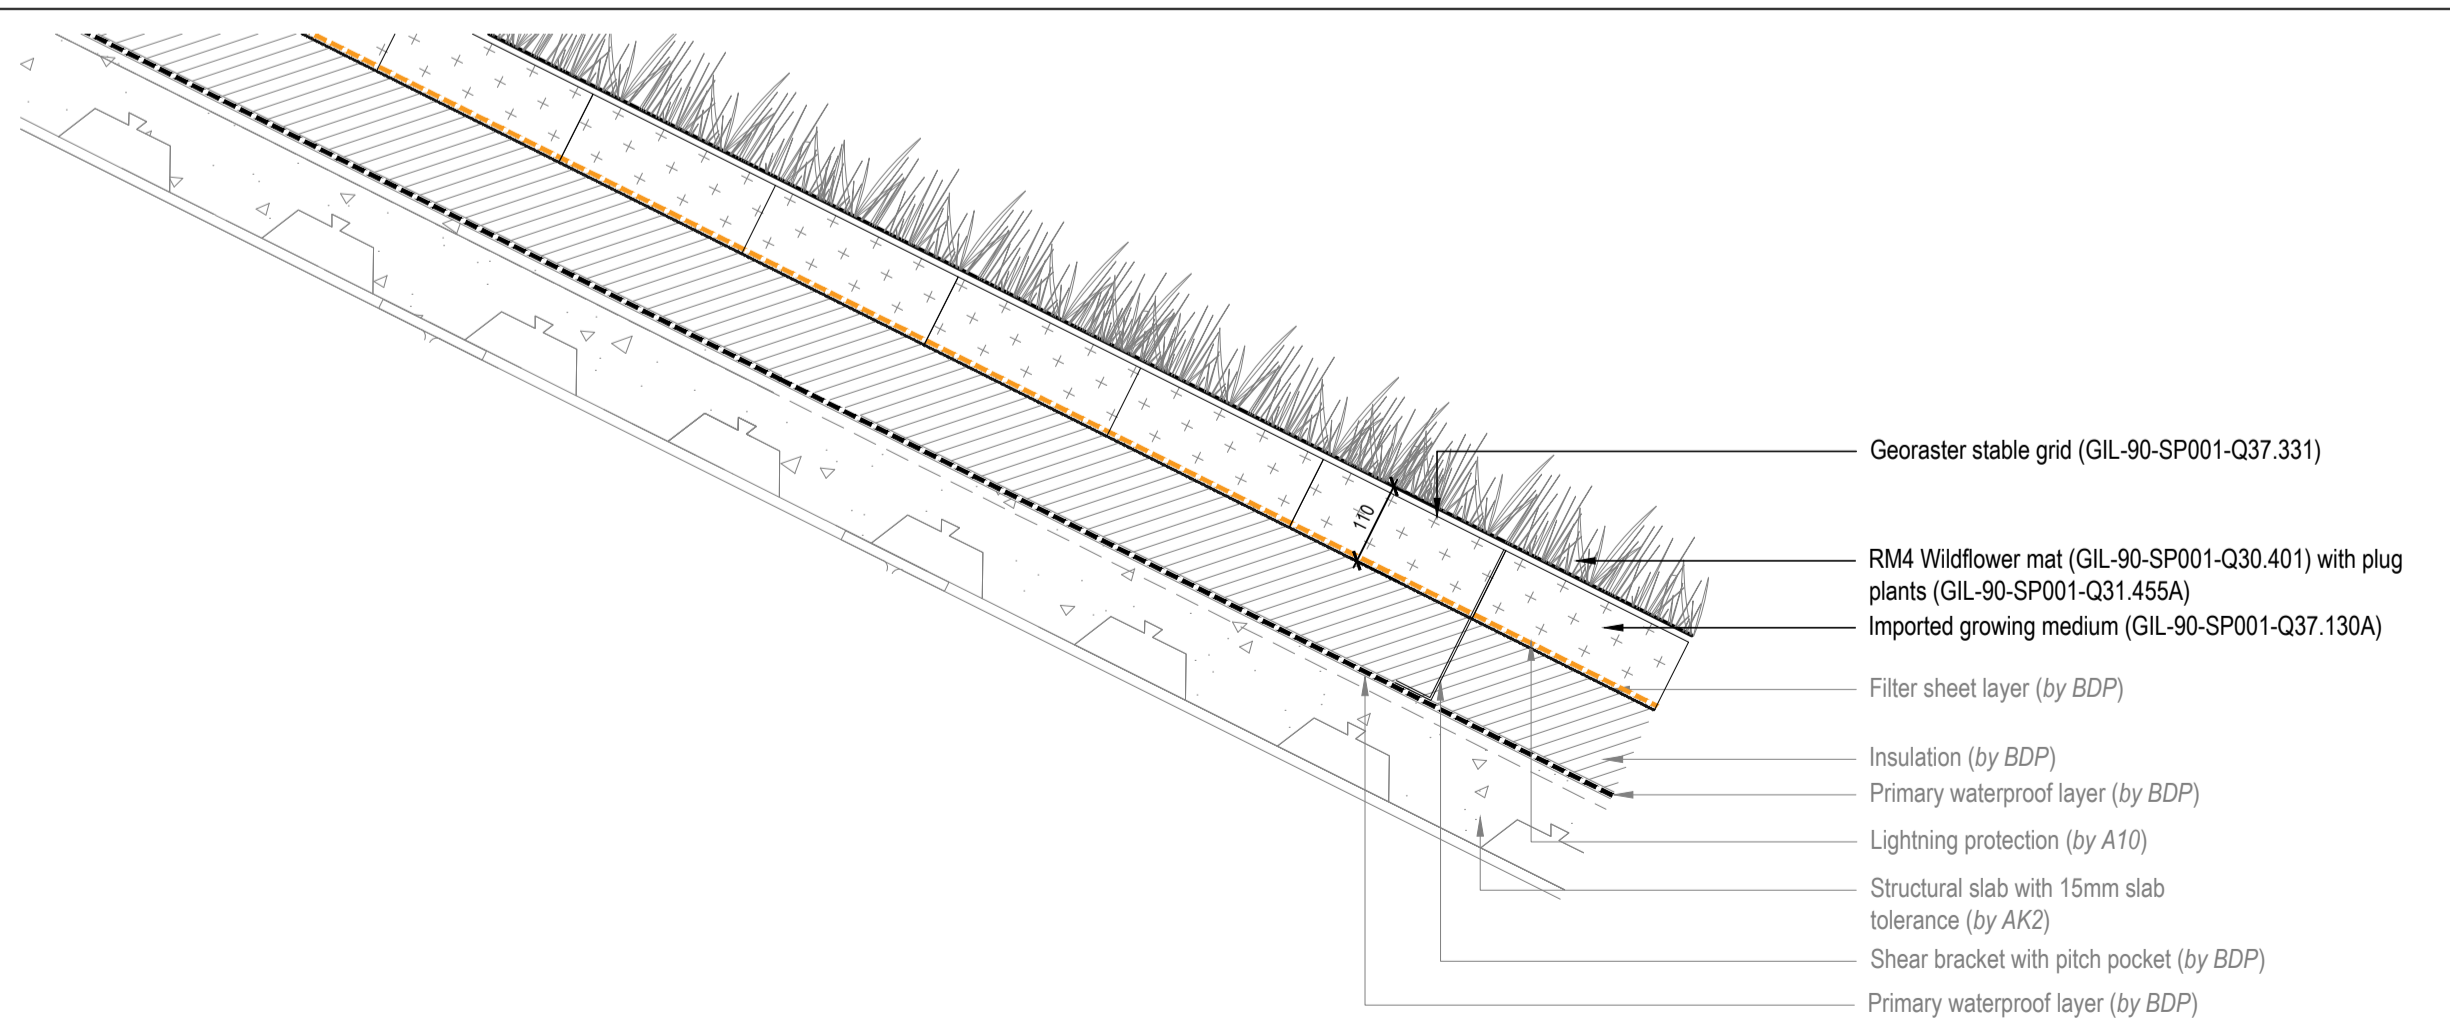 Georaster stable grid (GIL-90-SP001-Q37.331)
110
RM4 Wildflower mat (GIL-90-SP001-Q30.401) with plug
plants (GIL-90-SP001-Q31.455A)
Imported growing medium (GIL-90-SP001-Q37.130A)
Filter sheet layer (by BDP)
Insulation (by BDP)
Primary waterproof layer (by BDP)
Lightning protection (by A10)
Structural slab with 15mm slab
tolerance (by AK2)
Shear bracket with pitch pocket (by BDP)
Primary waterproof layer (by BDP)